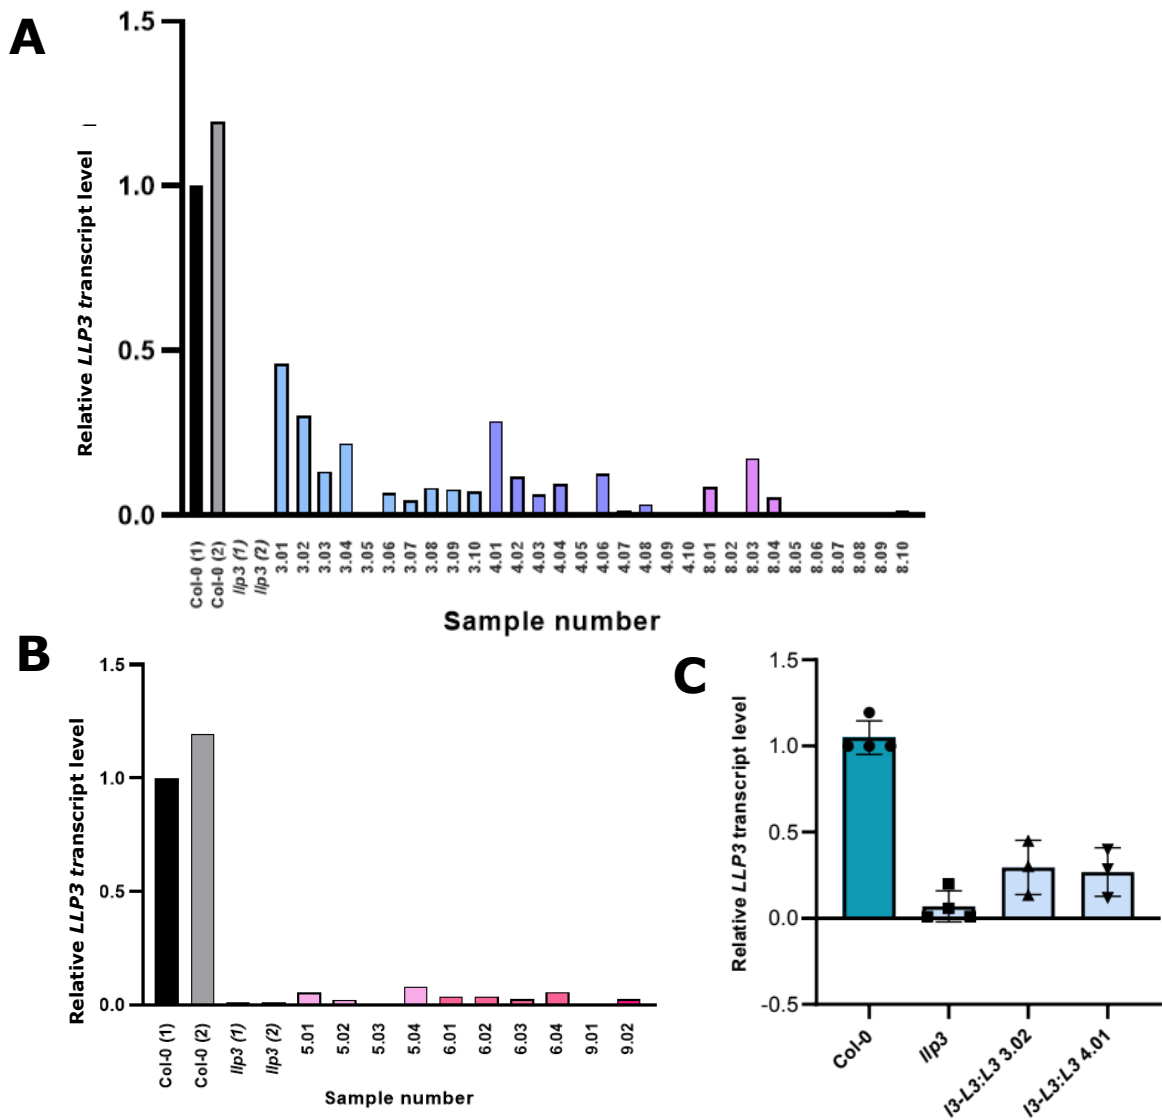 A
Relative LLP3 transcript level
1.5
1.0
0.5
0.0
Col-0 (1)
Col-0 (2)
llp3 (1)
llp3 (2)
3.01
3.02
3.03
3.04
3.05
3.06
3.07
3.08
3.09
3.10
4.01
4.02
4.03
4.04
4.05
4.06
4.07
4.08
4.09
4.10
8.01
8.02
8.03
8.04
8.05
8.06
8.07
8.08
8.09
8.10
Sample number
B
Relative LLP3 transcript level
1.5
1.0
0.5
0.0
Col-0 (1)
Col-0 (2)
llp3 (1)
llp3 (2)
5.01
5.02
5.03
5.04
6.01
6.02
6.03
6.04
9.01
9.02
Sample number
C
Relative LLP3 transcript level
1.5
1.0
0.5
0.0
-0.5
Col-0
llp3
l3-L3:L3 3.02
l3-L3:L3 4.01